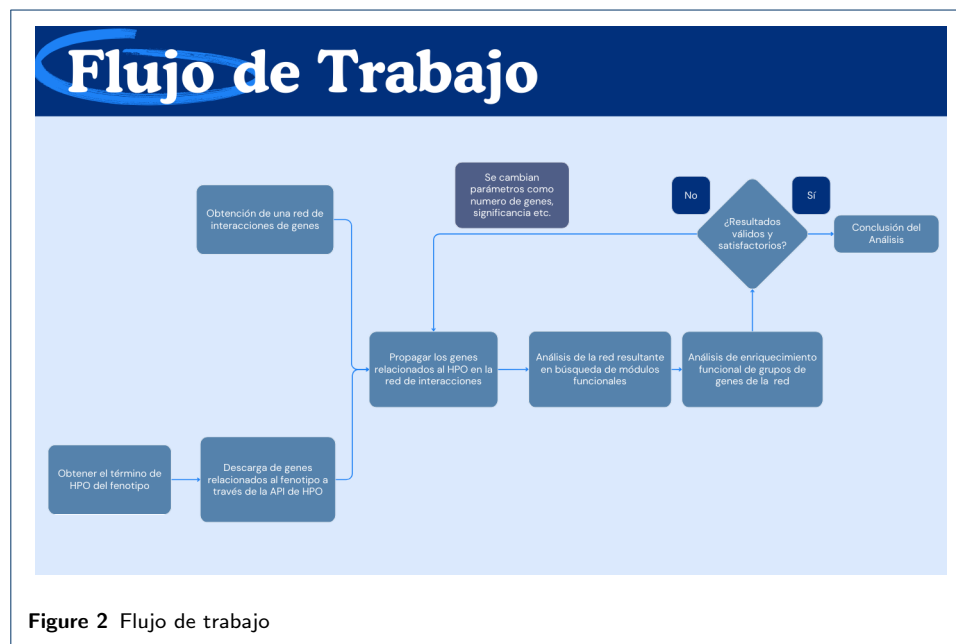 Flujo de Trabajo
Se cambian
parámetros como
numero de genes,
significancia etc.
No
Sí
Obtención de una red de
interacciones de genes
¿Resultados
válidos y
satisfactorios?
Conclusión del
Análisis
Propagar los genes
relacionados al HPO en la
red de interacciones
Análisis de la red resultante
en búsqueda de módulos
funcionales
Análisis de enriquecimiento
funcional de grupos de
genes de la red
Obtener el término de
HPO del fenotipo
Descarga de genes
relacionados al fenotipo a
través de la API de HPO
Figure 2 Flujo de trabajo